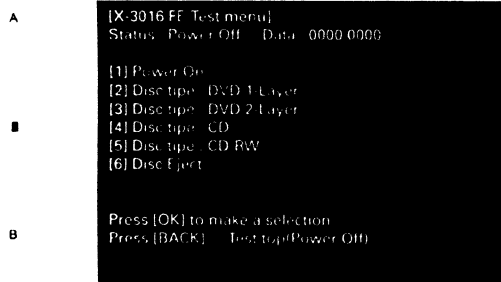 A
[X-3016 FE Test menu]
Status : Power Off Data : 0000 0000
[1] Power On
[2] Disc tipe : DVD 1-Layer
[3] Disc tipe : DVD 2-Layer
[4] Disc tipe : CD
[5] Disc tipe : CD-RW
[6] Disc Eject
Press [OK] to make a selection
B
Press [BACK] : Test top(Power Off)